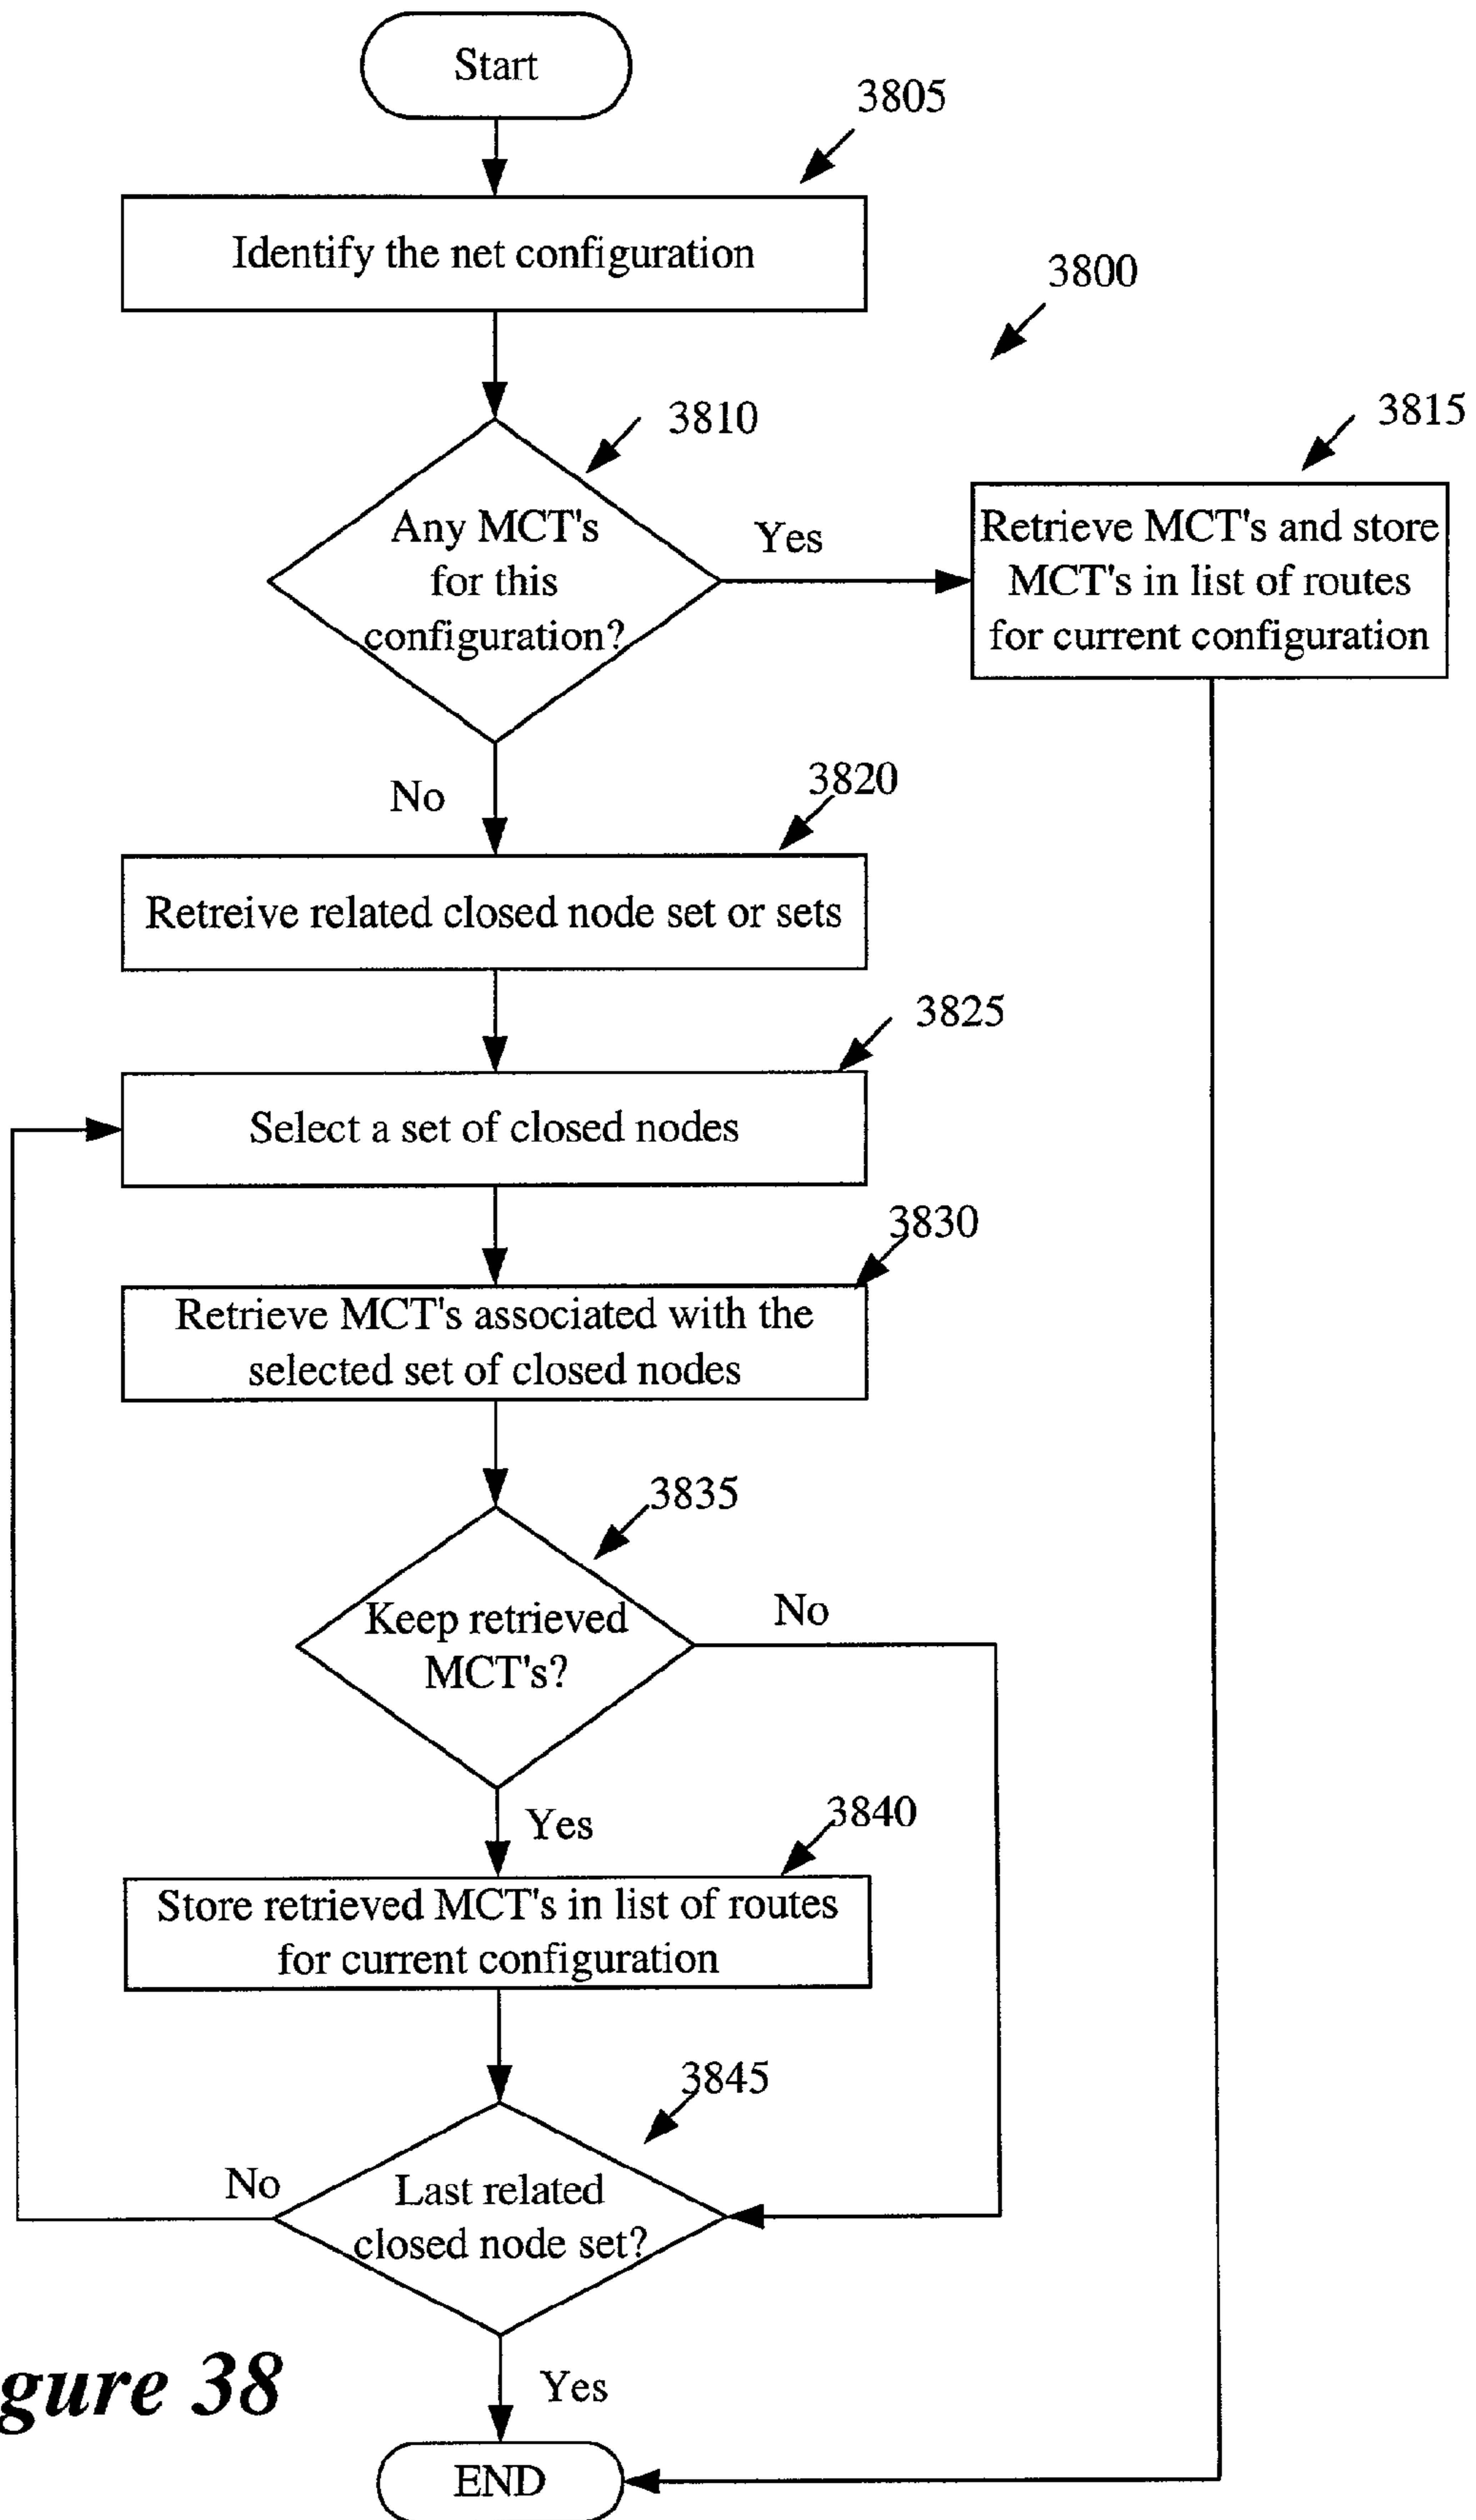 Start
3805
Identify the net configuration
3800
3810
3815
Any MCT's
for this
configuration?
Yes
Retrieve MCT's and store
MCT's in list of routes
for current configuration
No
3820
Retreive related closed node set or sets
3825
Select a set of closed nodes
3830
Retrieve MCT's associated with the
selected set of closed nodes
3835
Keep retrieved
MCT's?
No
Yes
3840
Store retrieved MCT's in list of routes
for current configuration
3845
No
Last related
closed node set?
gure 38
Yes
END